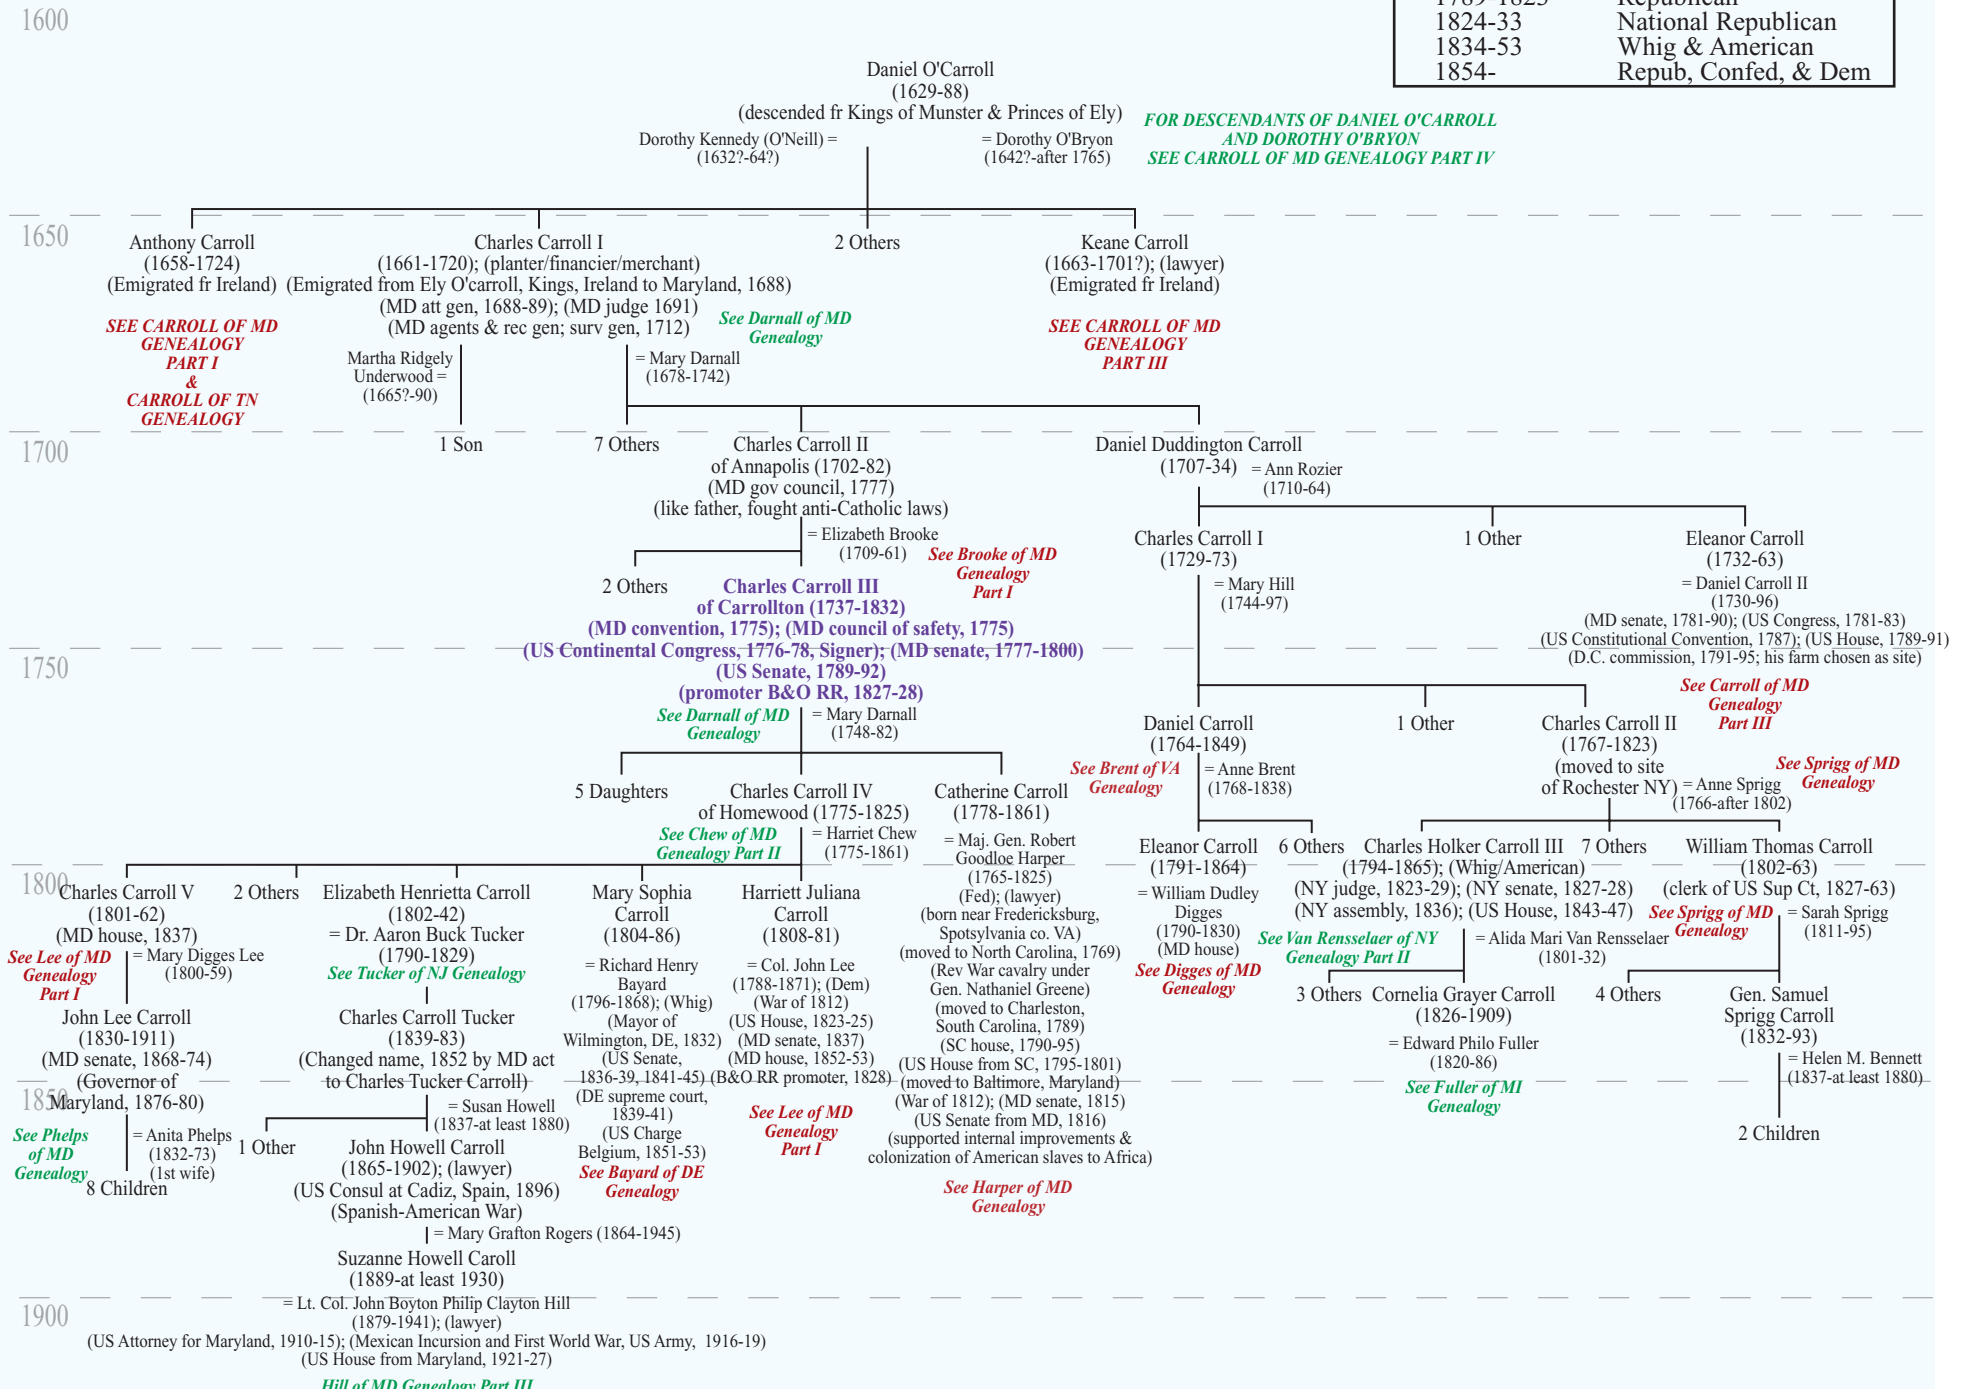 1600
1789-1823 Republican
1824-33 National Republican
1834-53 Whig & American
1854- Repub, Confed, & Dem
Daniel O'Carroll
(1629-88)
(descended fr Kings of Munster & Princes of Ely)
Dorothy Kennedy (O'Neill) =
(1632?-64?)
= Dorothy O'Bryon
(1642?-after 1765)
FOR DESCENDANTS OF DANIEL O'CARROLL
AND DOROTHY O'BRYON
SEE CARROLL OF MD GENEALOGY PART IV
1650
Anthony Carroll
(1658-1724)
(Emigrated fr Ireland)
SEE CARROLL OF MD
GENEALOGY
PART I
&
CARROLL OF TN
GENEALOGY
Charles Carroll I
(1661-1720); (planter/financier/merchant)
(Emigrated from Ely O'carroll, Kings, Ireland to Maryland, 1688)
(MD att gen, 1688-89); (MD judge 1691)
(MD agents & rec gen; surv gen, 1712)
See Darnall of MD
Genealogy
2 Others
Keane Carroll
(1663-1701?); (lawyer)
(Emigrated fr Ireland)
SEE CARROLL OF MD
GENEALOGY
PART III
Martha Ridgely
Underwood =
(1665?-90)
= Mary Darnall
(1678-1742)
1700
1 Son
7 Others
Charles Carroll II
of Annapolis (1702-82)
(MD gov council, 1777)
(like father, fought anti-Catholic laws)
Daniel Duddington Carroll
(1707-34)
= Ann Rozier
(1710-64)
= Elizabeth Brooke
(1709-61)
See Brooke of MD
Genealogy
Part I
2 Others
Charles Carroll III
of Carrollton (1737-1832)
(MD convention, 1775); (MD council of safety, 1775)
(US Continental Congress, 1776-78, Signer); (MD senate, 1777-1800)
(US Senate, 1789-92)
(promoter B&O RR, 1827-28)
Charles Carroll I
(1729-73)
= Mary Hill
(1744-97)
1 Other
Eleanor Carroll
(1732-63)
= Daniel Carroll II
(1730-96)
(MD senate, 1781-90); (US Congress, 1781-83)
(US Constitutional Convention, 1787); (US House, 1789-91)
(D.C. commission, 1791-95; his farm chosen as site)
See Carroll of MD
Genealogy
Part III
1750
See Darnall of MD
Genealogy
= Mary Darnall
(1748-82)
Daniel Carroll
(1764-1849)
See Brent of VA
Genealogy
= Anne Brent
(1768-1838)
1 Other
Charles Carroll II
(1767-1823)
(moved to site
of Rochester NY)
= Anne Sprigg
(1766-after 1802)
See Sprigg of MD
Genealogy
5 Daughters
Charles Carroll IV
of Homewood (1775-1825)
See Chew of MD
Genealogy Part II
= Harriet Chew
(1775-1861)
Catherine Carroll
(1778-1861)
= Maj. Gen. Robert
Goodloe Harper
(1765-1825)
(Fed); (lawyer)
(born near Fredericksburg,
Spotsylvania co. VA)
(moved to North Carolina, 1769)
(Rev War cavalry under
Gen. Nathaniel Greene)
(moved to Charleston,
South Carolina, 1789)
(SC house, 1790-95)
(US House from SC, 1795-1801)
(moved to Baltimore, Maryland)
(War of 1812); (MD senate, 1815)
(US Senate from MD, 1816)
(supported internal improvements &
colonization of American slaves to Africa)
See Harper of MD
Genealogy
Eleanor Carroll
(1791-1864)
= William Dudley
Digges
(1790-1830)
(MD house)
See Digges of MD
Genealogy
6 Others
Charles Holker Carroll III
(1794-1865); (Whig/American)
(NY judge, 1823-29); (NY senate, 1827-28)
(NY assembly, 1836); (US House, 1843-47)
See Van Rensselaer of NY
Genealogy Part II
= Alida Mari Van Rensselaer
(1801-32)
7 Others
William Thomas Carroll
(1802-63)
(clerk of US Sup Ct, 1827-63)
See Sprigg of MD
Genealogy
= Sarah Sprigg
(1811-95)
1800
Charles Carroll V
(1801-62)
(MD house, 1837)
See Lee of MD
Genealogy
Part I
= Mary Digges Lee
(1800-59)
2 Others
Elizabeth Henrietta Carroll
(1802-42)
= Dr. Aaron Buck Tucker
(1790-1829)
See Tucker of NJ Genealogy
Mary Sophia
Carroll
(1804-86)
= Richard Henry
Bayard
(1796-1868); (Whig)
(Mayor of
Wilmington, DE, 1832)
(US Senate,
1836-39, 1841-45)
(DE supreme court,
1839-41)
(US Charge
Belgium, 1851-53)
See Bayard of DE
Genealogy
Harriett Juliana
Carroll
(1808-81)
= Col. John Lee
(1788-1871); (Dem)
(War of 1812)
(US House, 1823-25)
(MD senate, 1837)
(MD house, 1852-53)
(B&O RR promoter, 1828)
See Lee of MD
Genealogy
Part I
3 Others
Cornelia Grayer Carroll
(1826-1909)
= Edward Philo Fuller
(1820-86)
See Fuller of MI
Genealogy
4 Others
Gen. Samuel
Sprigg Carroll
(1832-93)
= Helen M. Bennett
(1837-at least 1880)
2 Children
John Lee Carroll
(1830-1911)
(MD senate, 1868-74)
(Governor of
Maryland, 1876-80)
1850
See Phelps
of MD
Genealogy
= Anita Phelps
(1832-73)
(1st wife)
8 Children
Charles Carroll Tucker
(1839-83)
(Changed name, 1852 by MD act
to Charles Tucker Carroll)
= Susan Howell
(1837-at least 1880)
1 Other
John Howell Carroll
(1865-1902); (lawyer)
(US Consul at Cadiz, Spain, 1896)
(Spanish-American War)
= Mary Grafton Rogers (1864-1945)
Suzanne Howell Caroll
(1889-at least 1930)
1900
= Lt. Col. John Boyton Philip Clayton Hill
(1879-1941); (lawyer)
(US Attorney for Maryland, 1910-15); (Mexican Incursion and First World War, US Army, 1916-19)
(US House from Maryland, 1921-27)
Hill of MD Genealogy Part III